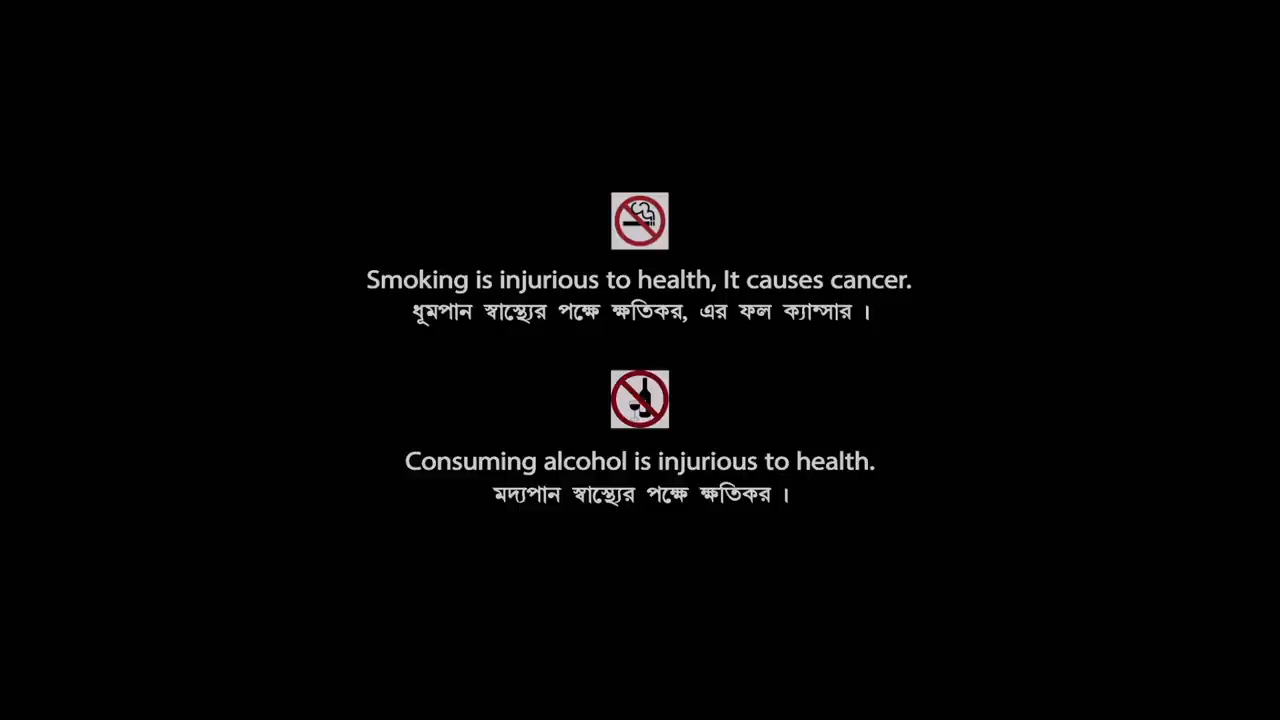 Smoking is injurious to health, It causes cancer.
ধূমপান স্বাস্থ্যের পক্ষে ক্ষতিকর, এর ফল ক্যান্সার ।
Consuming alcohol is injurious to health.
মদ্যপান স্বাস্থ্যের পক্ষে ক্ষতিকর ।